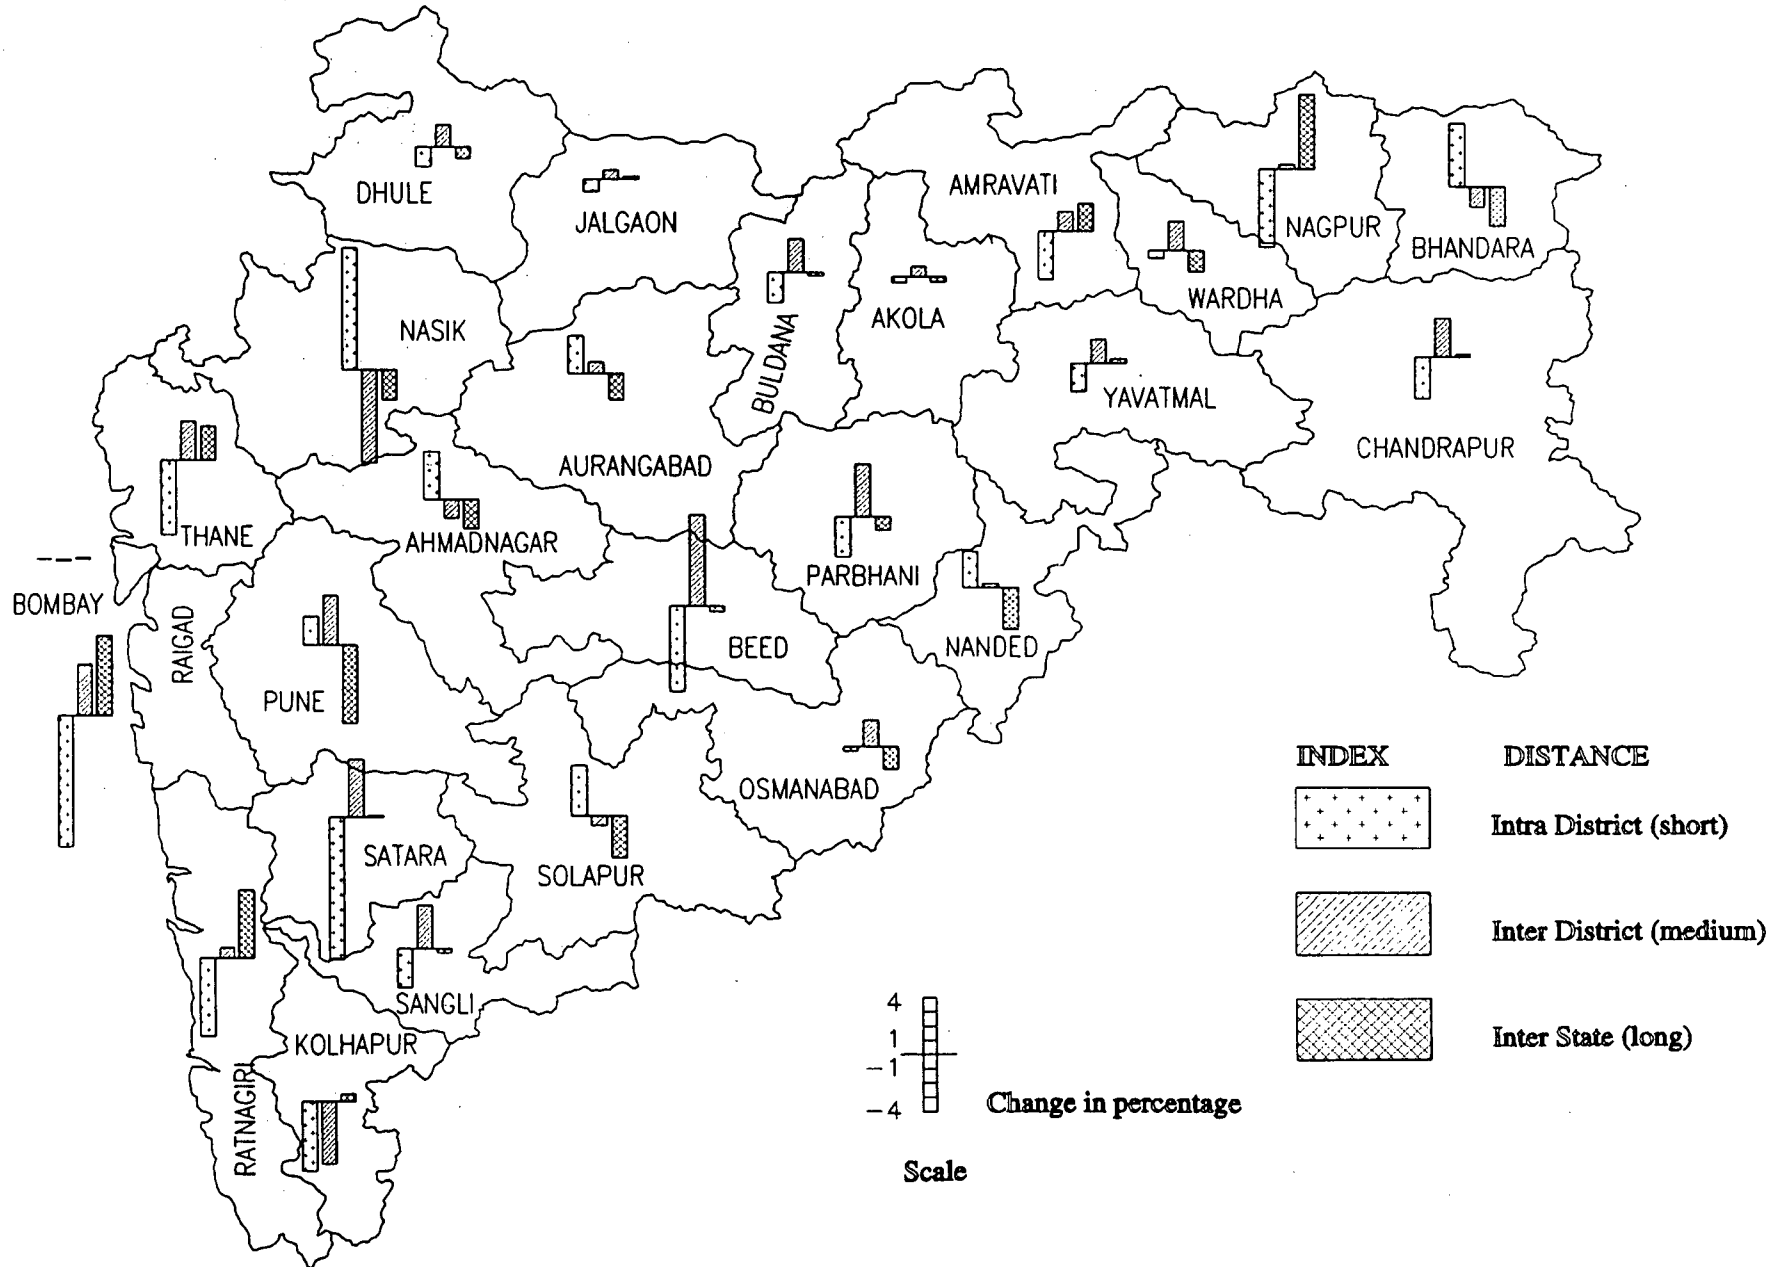 DHULE
JALGAON
AMRAVATI
NAGPUR
BHANDARA
NASIK
BULDANA
AKOLA
WARDHA
YAVATMAL
CHANDRAPUR
AURANGABAD
THANE
AHMADNAGAR
PARBHANI
BOMBAY
RAIGAD
PUNE
BEED
NANDED
OSMANABAD
SATARA
SOLAPUR
SANGLI
KOLHAPUR
RATNAGIRI
INDEX DISTANCE
Intra District (short)
Inter District (medium)
Inter State (long)
4
1
-1
-4
Change in percentage
Scale